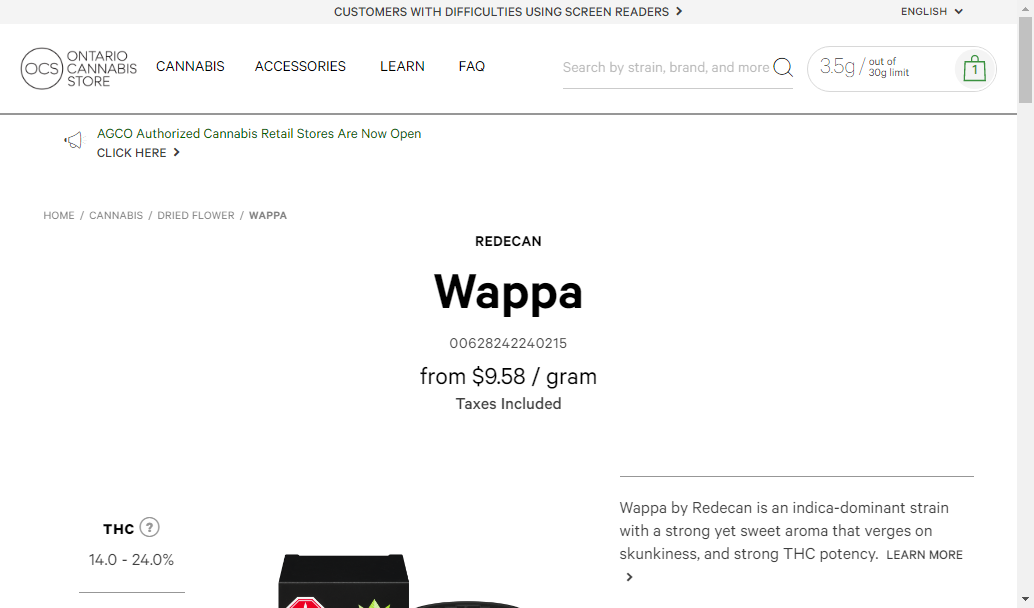 CUSTOMERS WITH DIFFICULTIES USING SCREEN READERS
ENGLISH
OCS
ONTARIO
CANNABIS
STORE
CANNABIS
ACCESSORIES
LEARN
FAQ
Search by strain, brand, and more
3.5g / out of
30g limit
1
AGCO Authorized Cannabis Retail Stores Are Now Open
CLICK HERE
HOME / CANNABIS / DRIED FLOWER / WAPPA
REDECAN
Wappa
00628242240215
from $9.58 / gram
Taxes Included
THC ?
14.0 - 24.0%
Wappa by Redecan is an indica-dominant strain
with a strong yet sweet aroma that verges on
skunkiness, and strong THC potency. LEARN MORE